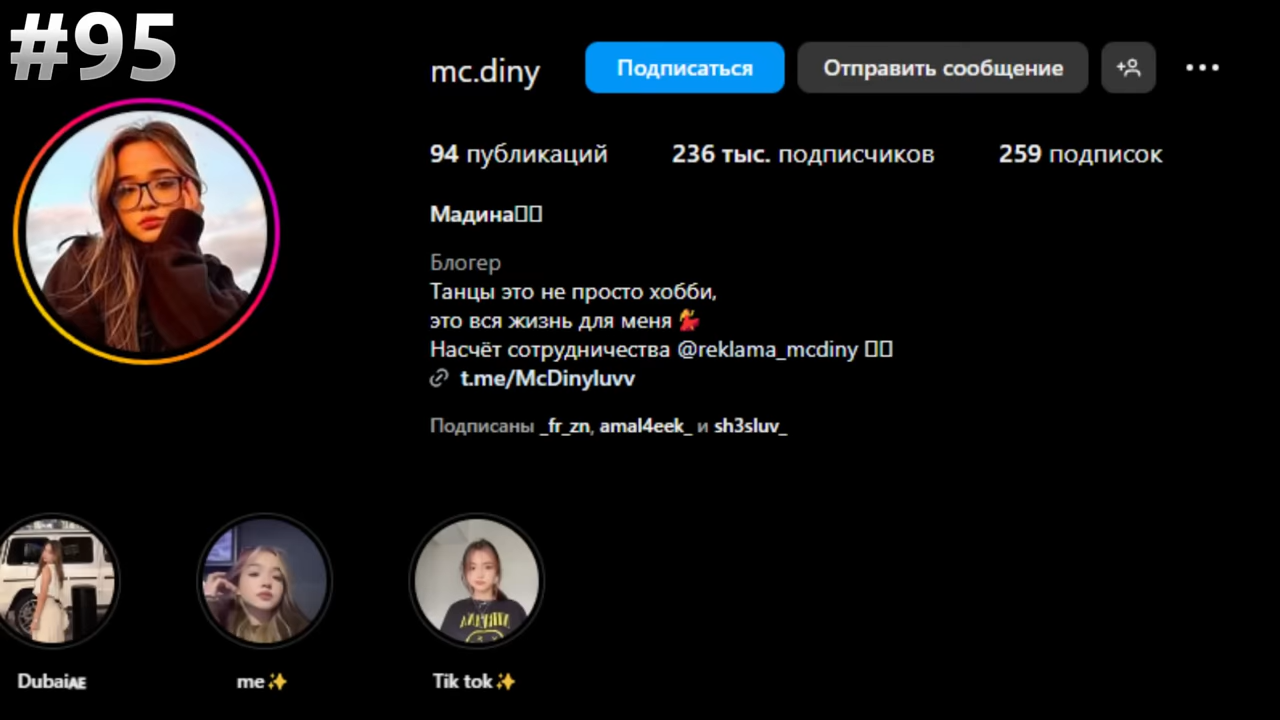 #95
mc.diny Подписаться Отправить сообщение
94 публикаций 236 тыс. подписчиков 259 подписок
Мадина
Блогер
Танцы это не просто хобби,
это вся жизнь для меня 💃
Насчёт сотрудничества @reklama_mcdiny
t.me/McDinyluvv
Подписаны _fr_zn, amal4eek_ и sh3sluv_
DubaiAE me✨ Tik tok✨